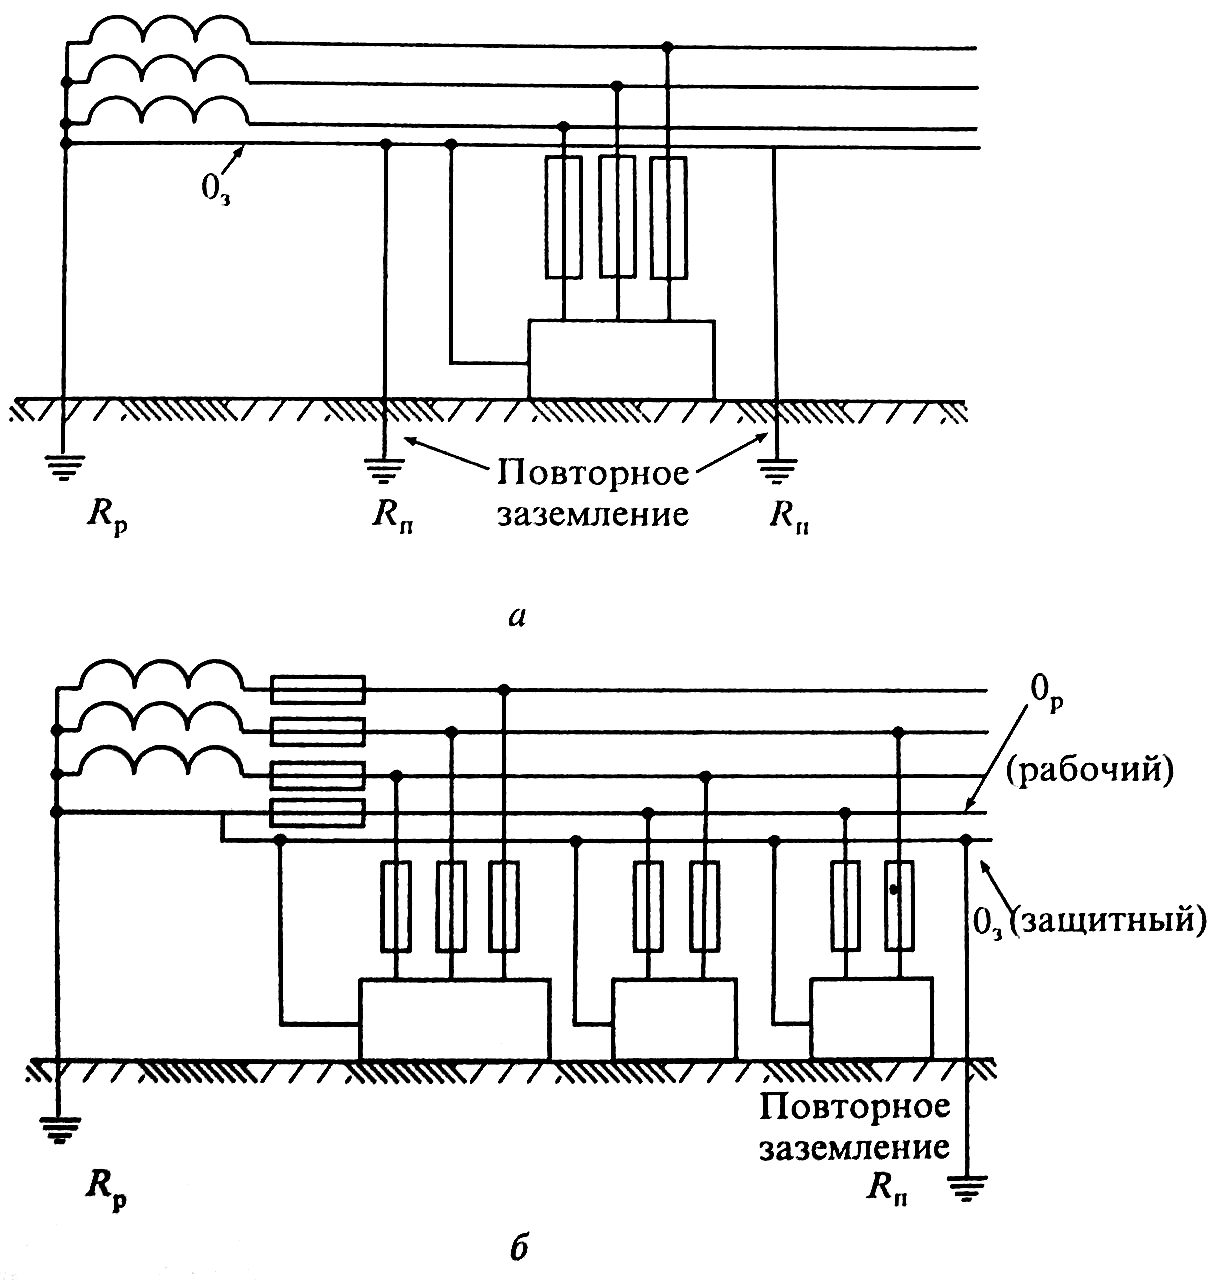 0з
Повторное
заземление
Rр
Rп
Rп
а
0р
(рабочий)
0з (защитный)
Повторное
заземление
Rр
Rп
б